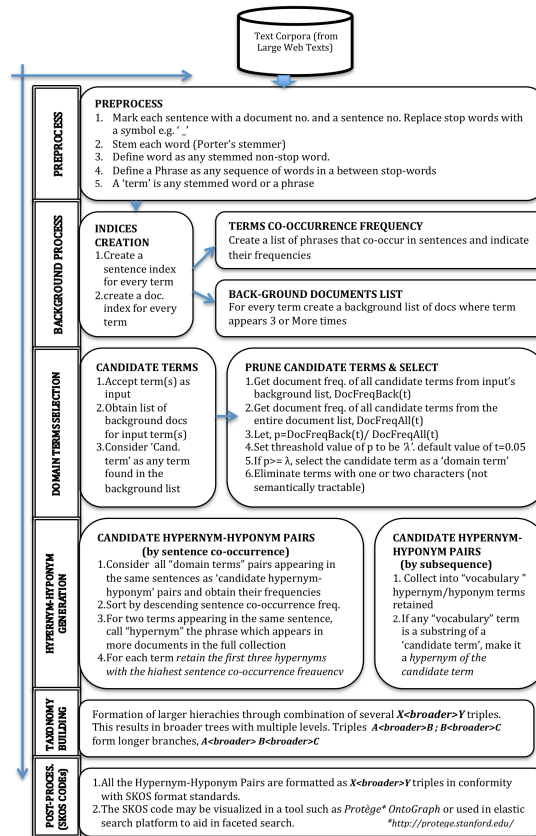 Text Corpora (from
Large Web Texts)
PREPROCESS
PREPROCESS
1. Mark each sentence with a document no. and a sentence no. Replace stop words with
a symbol e.g. ‘ _’
2. Stem each word (Porter’s stemmer)
3. Define word as any stemmed non-stop word.
4. Define a Phrase as any sequence of words in a between stop-words
5. A ‘term’ is any stemmed word or a phrase
BACKGROUND PROCESS
INDICES
CREATION
1.Create a
sentence index
for every term
2.create a doc.
index for every
term
TERMS CO-OCCURRENCE FREQUENCY
Create a list of phrases that co-occur in sentences and indicate
their frequencies
BACK-GROUND DOCUMENTS LIST
For every term create a background list of docs where term
appears 3 or More times
DOMAIN TERMS SELECTION
CANDIDATE TERMS
1.Accept term(s) as
input
2.Obtain list of
background docs
for input term(s)
3.Consider ‘Cand.
term’ as any term
found in the
background list
PRUNE CANDIDATE TERMS & SELECT
1.Get document freq. of all candidate terms from input’s
background list, DocFreqBack(t)
2.Get document freq. of all candidate terms from the
entire document list, DocFreqAll(t)
3.Let, p=DocFreqBack(t)/ DocFreqAll(t)
4.Set threashold value of p to be ‘λ’. default value of t=0.05
5.If p>= λ, select the candidate term as a ‘domain term’
6.Eliminate terms with one or two characters (not
semantically tractable)
HYPERNYM-HYPONYM
GENERATION
CANDIDATE HYPERNYM-HYPONYM PAIRS
(by sentence co-occurrence)
1.Consider all “domain terms” pairs appearing in
the same sentences as ‘candidate hypernym-
hyponym’ pairs and obtain their frequencies
2.Sort by descending sentence co-occurrence freq.
3.For two terms appearing in the same sentence,
call “hypernym” the phrase which appears in
more documents in the full collection
4.For each term retain the first three hypernyms
with the highest sentence co-occurrence frequency
CANDIDATE HYPERNYM-
HYPONYM PAIRS
(by subsequence)
1. Collect into “vocabulary ”
hypernym/hyponym terms
retained
2.If any “vocabulary” term
is a substring of a
‘candidate term’, make it
a hypernym of the
candidate term
TAXONOMY
BUILDING
Formation of larger hierachies through combination of several X<broader>Y triples.
This results in broader trees with multiple levels. Triples A<broader>B ; B<broader>C
form longer branches, A<broader> B<broader>C
POST-PROCES.
(SKOS CODEs)
1.All the Hypernym-Hyponym Pairs are formatted as X<broader>Y triples in conformity
with SKOS format standards.
2.The SKOS code may be visualized in a tool such as Protège* OntoGraph or used in elastic
search platform to aid in faceted search. *http://protege.stanford.edu/